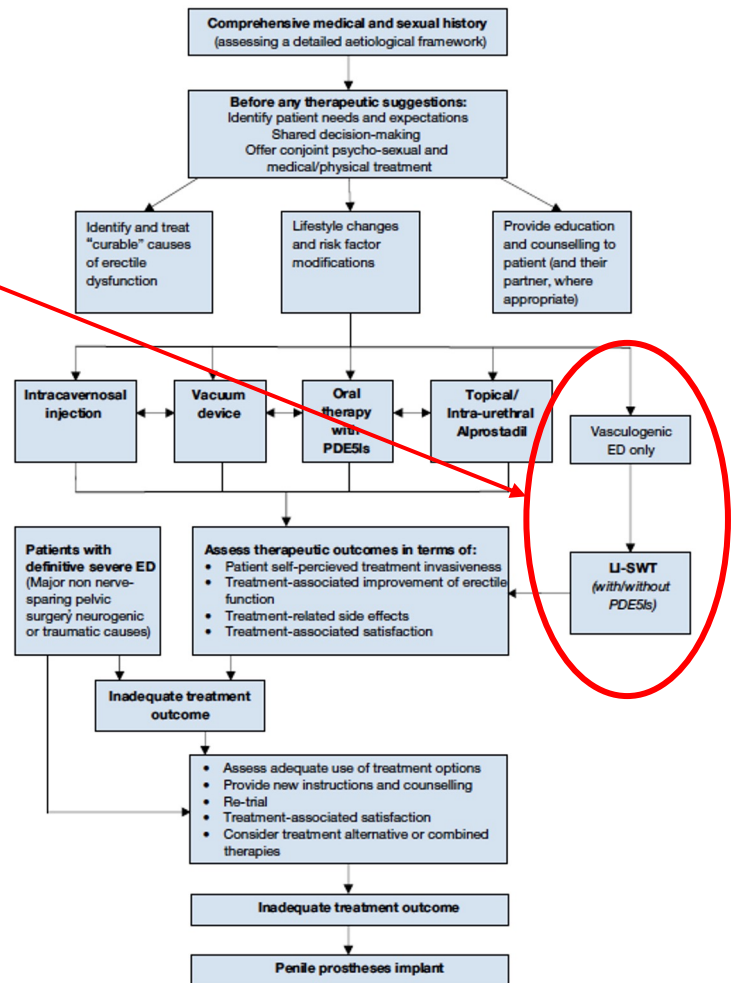 Comprehensive medical and sexual history
(assessing a detailed aetiological framework)
Before any therapeutic suggestions:
Identify patient needs and expectations
Shared decision-making
Offer conjoint psycho-sexual and
medical/physical treatment
Identify and treat
"curable" causes
of erectile
dysfunction
Lifestyle changes
and risk factor
modifications
Provide education
and counselling to
patient (and their
partner, where
appropriate)
Intracavernosal
injection
Vacuum
device
Oral
therapy
with
PDE5Is
Topical/
Intra-urethral
Alprostadil
Vasculogenic
ED only
Patients with
definitive severe ED
(Major non nerve-
sparing pelvic
surgerý neurogenic
or traumatic causes)
Assess therapeutic outcomes in terms of:
• Patient self-percieved treatment invasiveness
• Treatment-associated improvement of erectile
function
• Treatment-related side effects
• Treatment-associated satisfaction
LI-SWT
(with/without
PDE5Is)
Inadequate treatment
outcome
• Assess adequate use of treatment options
• Provide new instructions and counselling
• Re-trial
• Treatment-associated satisfaction
• Consider treatment alternative or combined
therapies
Inadequate treatment outcome
Penile prostheses implant